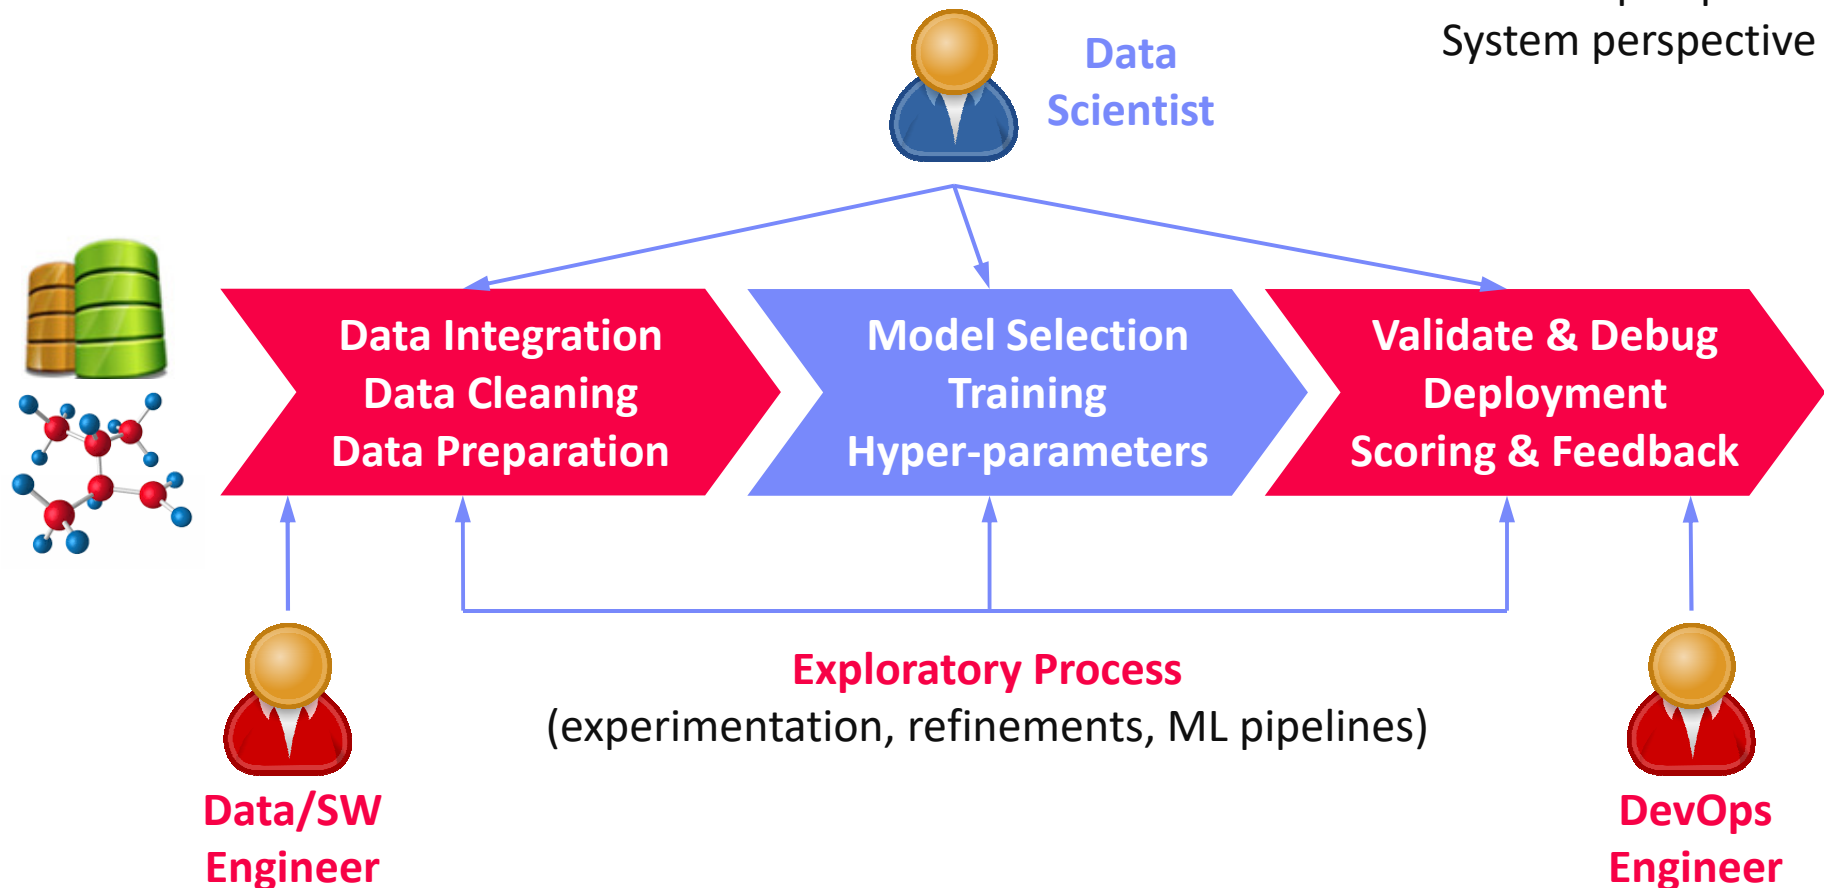 System perspective
Data
Scientist
Data Integration
Data Cleaning
Data Preparation
Model Selection
Training
Hyper-parameters
Validate & Debug
Deployment
Scoring & Feedback
Exploratory Process
(experimentation, refinements, ML pipelines)
Data/SW
Engineer
DevOps
Engineer